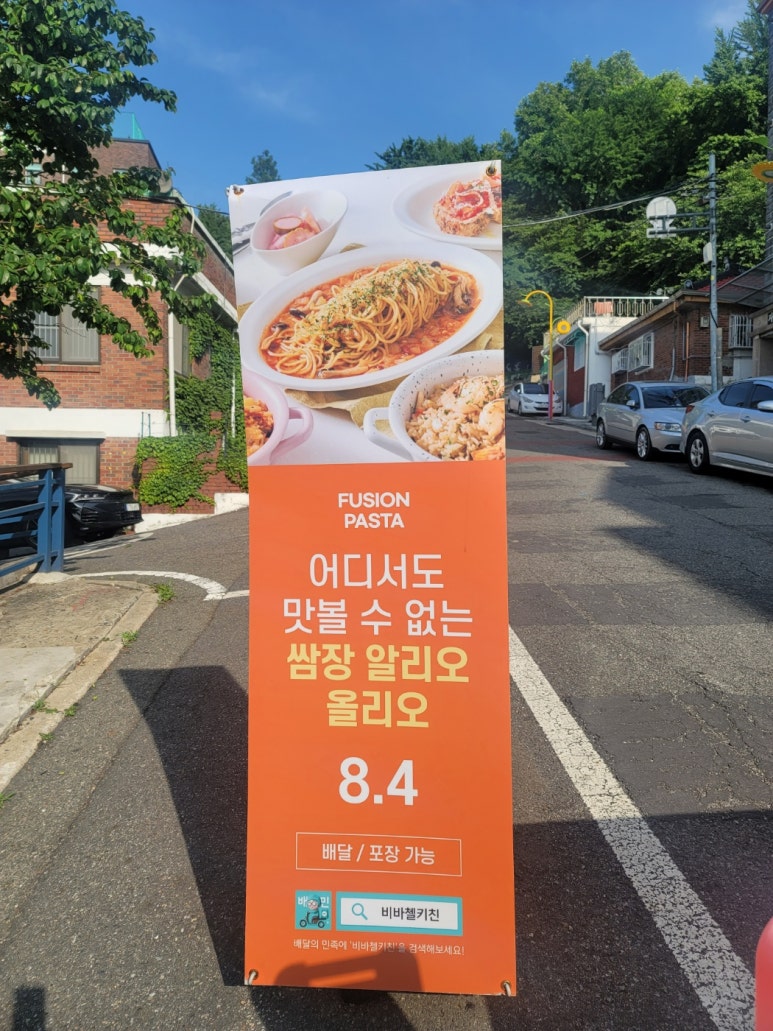 FUSION
PASTA
어디서도
맛볼 수 없는
쌈장 알리오
올리오
8.4
배달 / 포장 가능
배민
비바첼키친
배달의 민족에 '비바첼키친'을 검색해보세요!